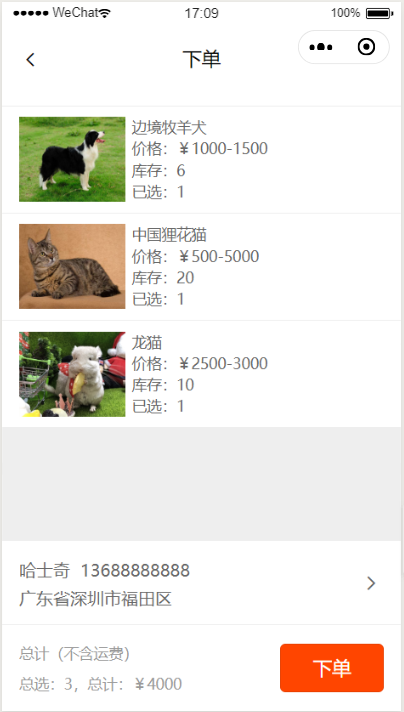 WeChat 17:09 100%
下单
边境牧羊犬
价格：￥1000-1500
库存：6
已选：1
中国狸花猫
价格：￥500-5000
库存：20
已选：1
龙猫
价格：￥2500-3000
库存：10
已选：1
哈士奇 13688888888
广东省深圳市福田区
总计（不含运费）
总选：3，总计：￥4000
下单